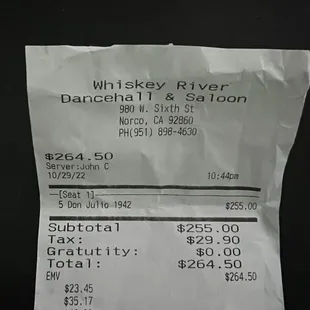 Whiskey River
Dancehall & Saloon
980 W. Sixth St
Norco, CA 92860
PH(951) 898-4630
$264.50
Server:John C
10/29/22 10:44pm
[Seat 1]
5 Don Julio 1942 $255.00
Subtotal $255.00
Tax: $29.90
Gratutity: $0.00
Total: $264.50
EMV $264.50
$23.45
$35.17